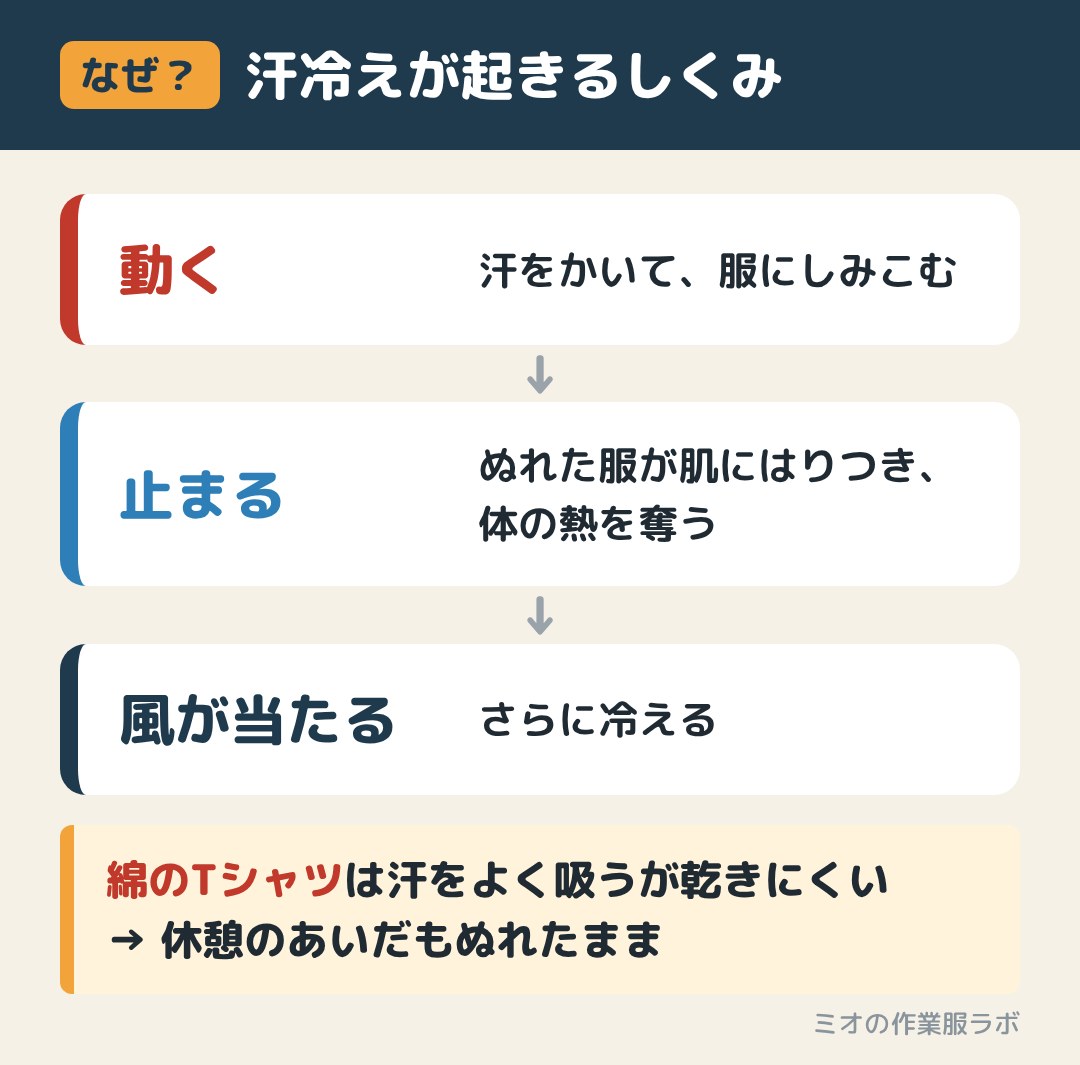 なぜ？ 汗冷えが起きるしくみ
動く
汗をかいて、服にしみこむ
↓
止まる
ぬれた服が肌にはりつき、
体の熱を奪う
↓
風が当たる
さらに冷える
綿のTシャツは汗をよく吸うが乾きにくい
→ 休憩のあいだもぬれたまま
ミオの作業服ラボ